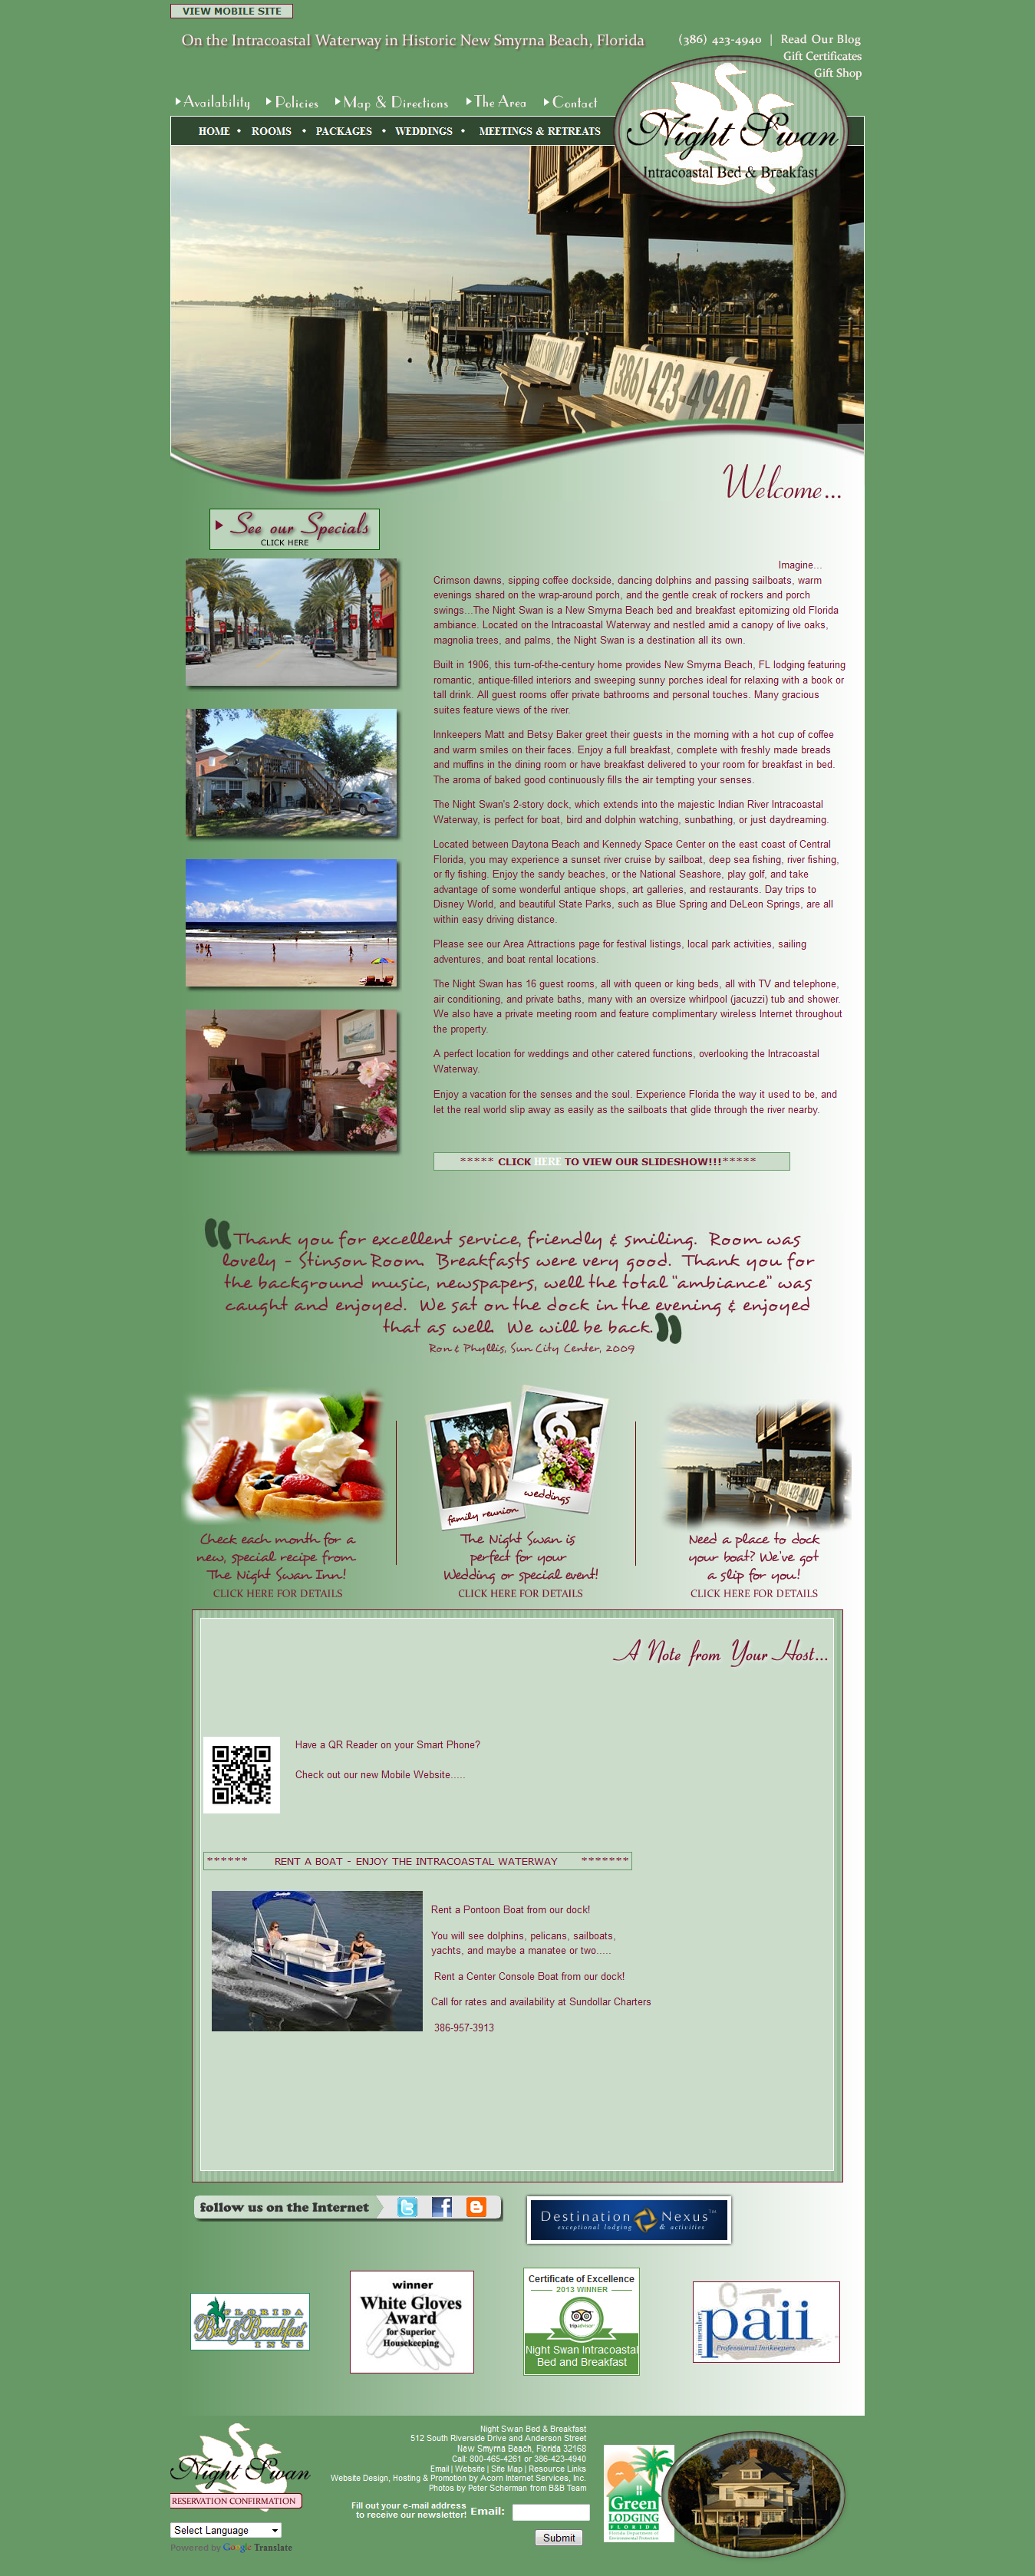 VIEW MOBILE SITE
On the Intracoastal Waterway in Historic New Smyrna Beach, Florida
(386) 423-4940 | Read Our Blog
Gift Certificates
Gift Shop
Availability Policies Map & Directions The Area Contact
HOME • ROOMS • PACKAGES • WEDDINGS • MEETINGS & RETREATS
Night Swan
Intracoastal Bed & Breakfast
(386) 423-4940
Welcome...
See our Specials
CLICK HERE
Imagine...
Crimson dawns, sipping coffee dockside, dancing dolphins and passing sailboats, warm
evenings shared on the wrap-around porch, and the gentle creak of rockers and porch
swings...The Night Swan is a New Smyrna Beach bed and breakfast epitomizing old Florida
ambiance. Located on the Intracoastal Waterway and nestled amid a canopy of live oaks,
magnolia trees, and palms, the Night Swan is a destination all its own.
Built in 1906, this turn-of-the-century home provides New Smyrna Beach, FL lodging featuring
romantic, antique-filled interiors and sweeping sunny porches ideal for relaxing with a book or
tall drink. All guest rooms offer private bathrooms and personal touches. Many gracious
suites feature views of the river.
Innkeepers Matt and Betsy Baker greet their guests in the morning with a hot cup of coffee
and warm smiles on their faces. Enjoy a full breakfast, complete with freshly made breads
and muffins in the dining room or have breakfast delivered to your room for breakfast in bed.
The aroma of baked good continuously fills the air tempting your senses.
The Night Swan's 2-story dock, which extends into the majestic Indian River Intracoastal
Waterway, is perfect for boat, bird and dolphin watching, sunbathing, or just daydreaming.
Located between Daytona Beach and Kennedy Space Center on the east coast of Central
Florida, you may experience a sunset river cruise by sailboat, deep sea fishing, river fishing,
or fly fishing. Enjoy the sandy beaches, or the National Seashore, play golf, and take
advantage of some wonderful antique shops, art galleries, and restaurants. Day trips to
Disney World, and beautiful State Parks, such as Blue Spring and DeLeon Springs, are all
within easy driving distance.
Please see our Area Attractions page for festival listings, local park activities, sailing
adventures, and boat rental locations.
The Night Swan has 16 guest rooms, all with queen or king beds, all with TV and telephone,
air conditioning, and private baths, many with an oversize whirlpool (jacuzzi) tub and shower.
We also have a private meeting room and feature complimentary wireless Internet throughout
the property.
A perfect location for weddings and other catered functions, overlooking the Intracoastal
Waterway.
Enjoy a vacation for the senses and the soul. Experience Florida the way it used to be, and
let the real world slip away as easily as the sailboats that glide through the river nearby.
***** CLICK HERE TO VIEW OUR SLIDESHOW!!!*****
"Thank you for excellent service, friendly & smiling. Room was
lovely - Stinson Room. Breakfasts were very good. Thank you for
the background music, newspapers, well the total "ambiance" was
caught and enjoyed. We sat on the dock in the evening & enjoyed
that as well. We will be back."
Ron & Phyllis, Sun City Center, 2009
family reunion
weddings
Check each month for a
new, special recipe from
The Night Swan Inn!
CLICK HERE FOR DETAILS
The Night Swan is
perfect for your
Wedding or special event!
CLICK HERE FOR DETAILS
Need a place to dock
your boat? We've got
a slip for you!
CLICK HERE FOR DETAILS
A Note from Your Host...
Have a QR Reader on your Smart Phone?
Check out our new Mobile Website.....
****** RENT A BOAT - ENJOY THE INTRACOASTAL WATERWAY *******
Rent a Pontoon Boat from our dock!
You will see dolphins, pelicans, sailboats,
yachts, and maybe a manatee or two.....
Rent a Center Console Boat from our dock!
Call for rates and availability at Sundollar Charters
386-957-3913
follow us on the Internet
Destination Nexus™
exceptional lodging & activities
FLORIDA
Bed & Breakfast
INNS
winner
White Gloves
Award
for Superior
Housekeeping
Certificate of Excellence
2013 WINNER
tripadvisor
Night Swan Intracoastal
Bed and Breakfast
inn member
paii
Professional Innkeepers
Night Swan
RESERVATION CONFIRMATION
Select Language
Powered by Google Translate
Night Swan Bed & Breakfast
512 South Riverside Drive and Anderson Street
New Smyrna Beach, Florida 32168
Call: 800-465-4261 or 386-423-4940
Email | Website | Site Map | Resource Links
Website Design, Hosting & Promotion by Acorn Internet Services, Inc.
Photos by Peter Scherman from B&B Team
Fill out your e-mail address
to receive our newsletter!
Email:
Submit
Green
LODGING
FLORIDA
Florida Department of
Environmental Protection